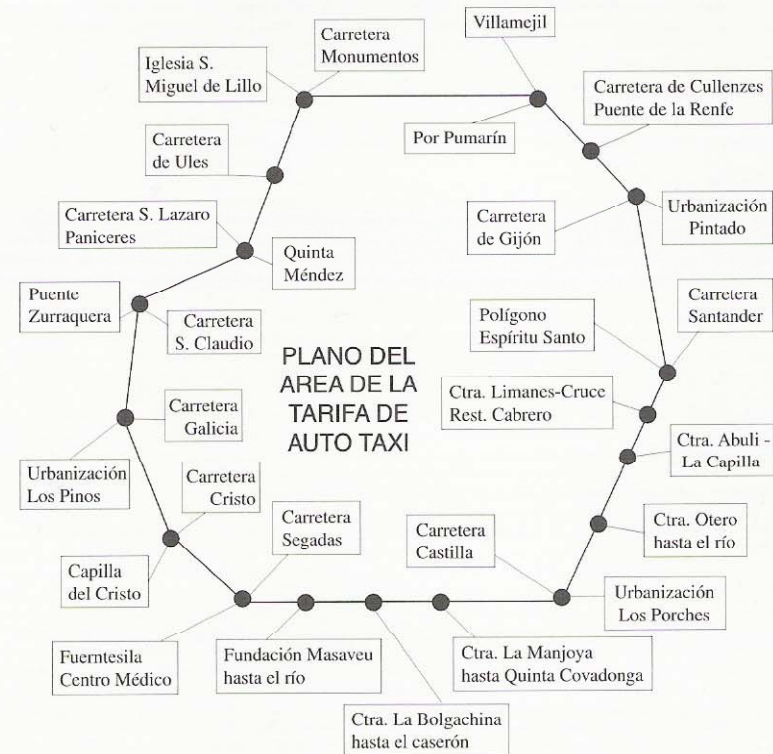 Villamejil
Carretera
Monumentos
Iglesia S.
Miguel de Lillo
Carretera de Cullenzes
Puente de la Renfe
Por Pumarín
Carretera
de Ules
Carretera S. Lazaro
Paniceres
Carretera
de Gijón
Urbanización
Pintado
Quinta
Méndez
Puente
Zurraquera
Carretera
S. Claudio
Polígono
Espíritu Santo
Carretera
Santander
PLANO DEL
AREA DE LA
TARIFA DE
AUTO TAXI
Ctra. Limanes-Cruce
Rest. Cabrero
Carretera
Galicia
Ctra. Abuli -
La Capilla
Urbanización
Los Pinos
Carretera
Cristo
Carretera
Segadas
Carretera
Castilla
Ctra. Otero
hasta el río
Capilla
del Cristo
Urbanización
Los Porches
Fuerntesila
Centro Médico
Fundación Masaveu
hasta el río
Ctra. La Manjoya
hasta Quinta Covadonga
Ctra. La Bolgachina
hasta el caserón